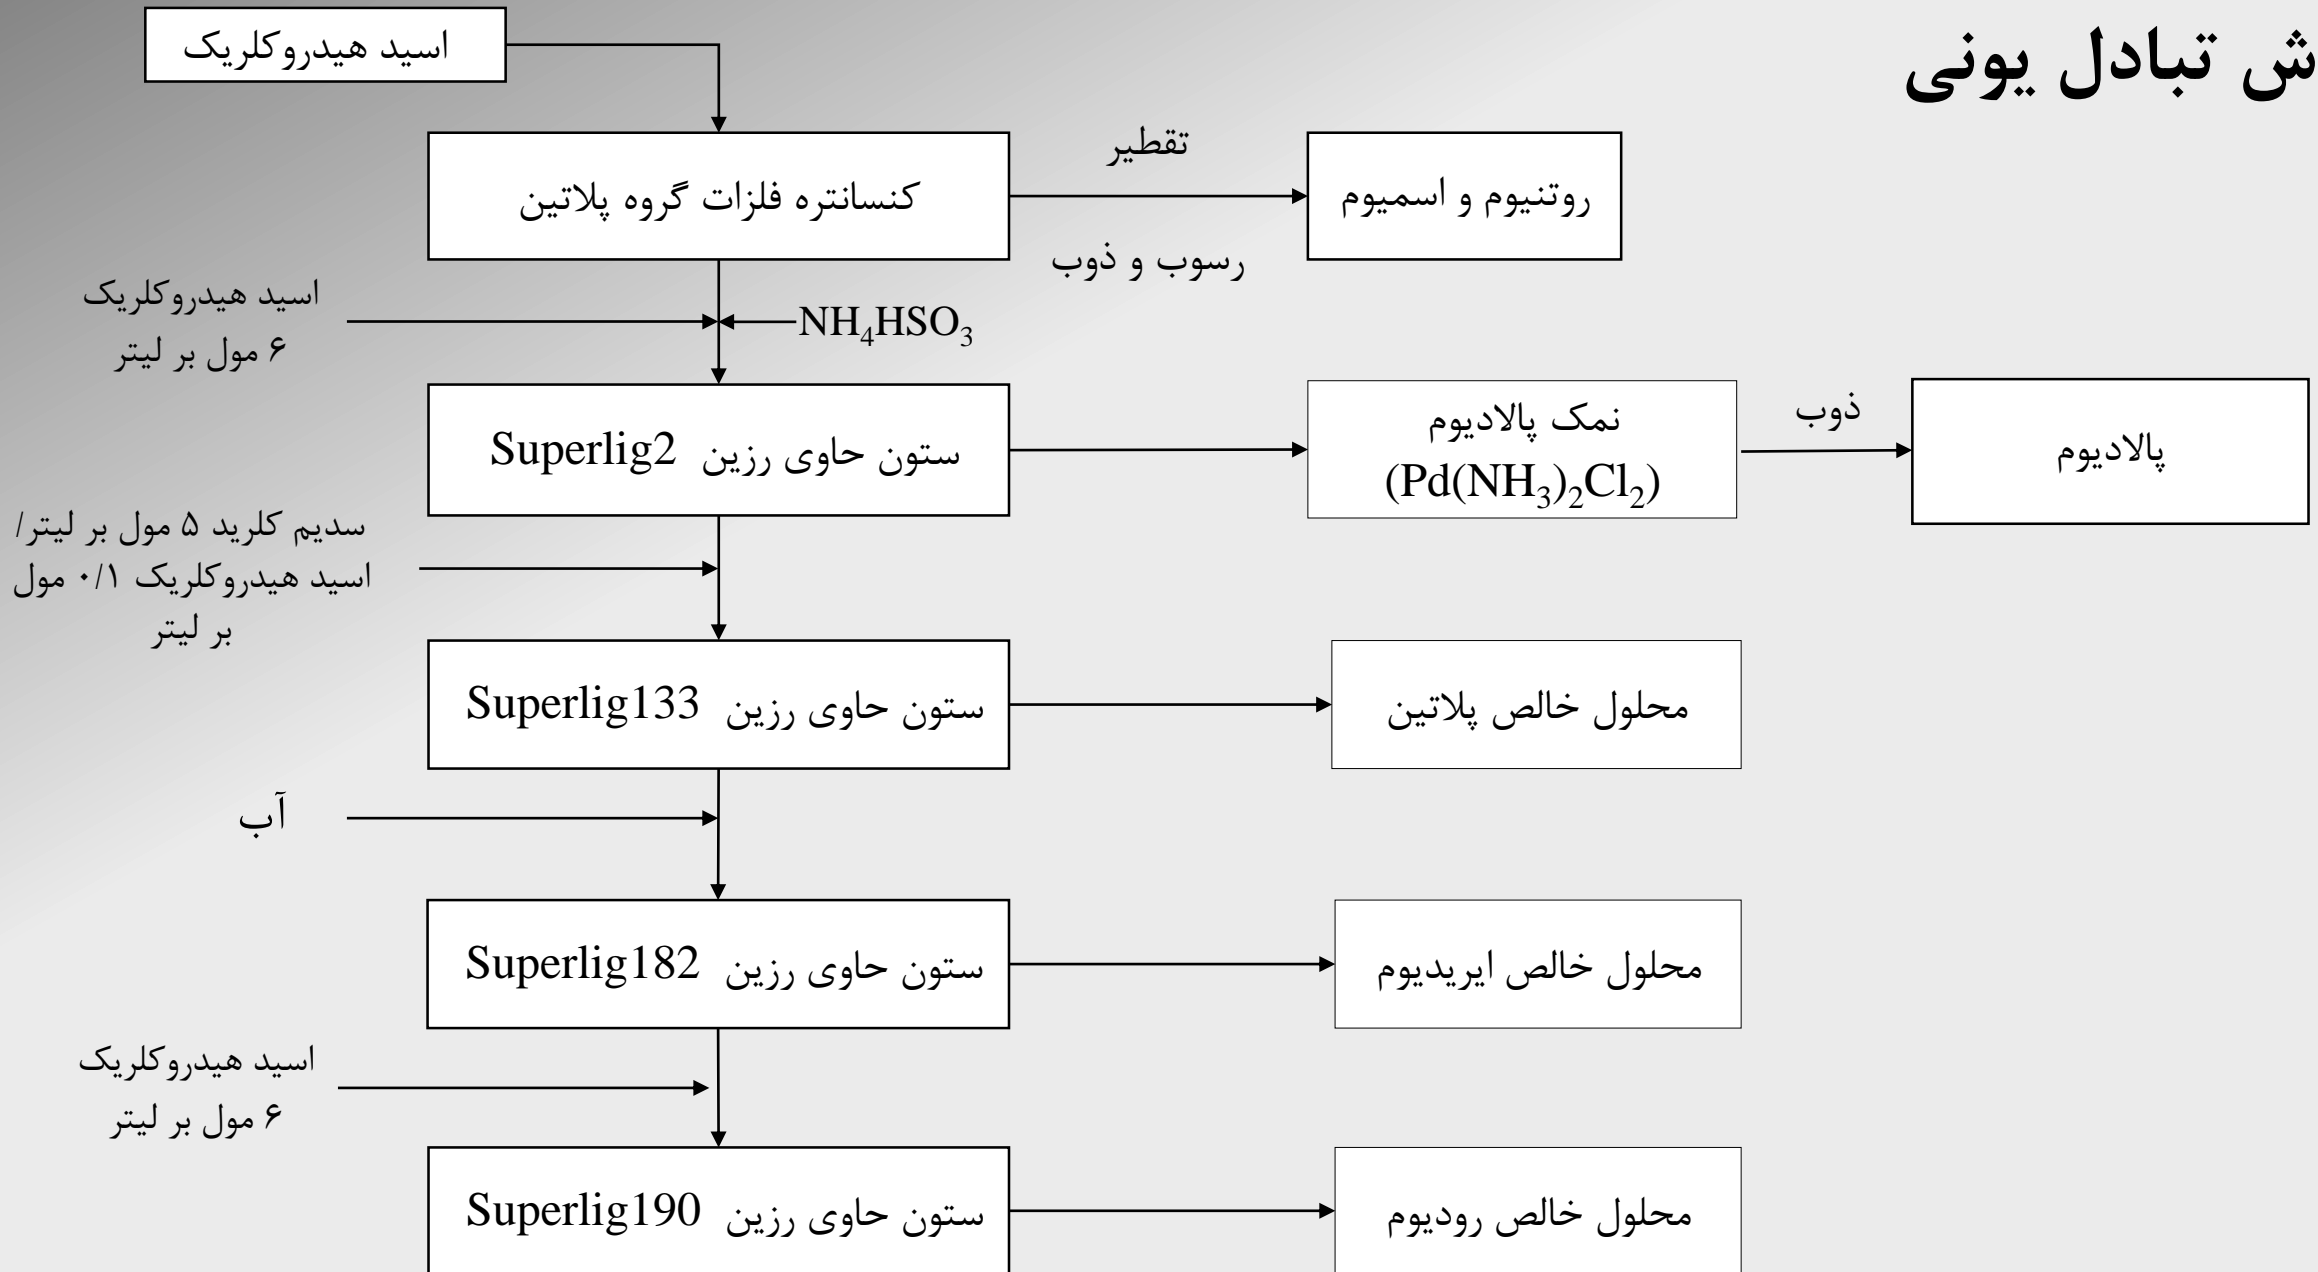 ش تبادل یونی
اسید هیدروکلریک
تقطیر
کنسانتره فلزات گروه پلاتین
روتنیوم و اسمیوم
رسوب و ذوب
اسید هیدروکلریک
۶ مول بر لیتر
NH₄HSO₃
ستون حاوی رزین Superlig2
نمک پالادیوم
(Pd(NH₃)₂Cl₂)
ذوب
پالادیوم
سدیم کلرید ۵ مول بر لیتر/
اسید هیدروکلریک ۰/۱ مول
بر لیتر
ستون حاوی رزین Superlig133
محلول خالص پلاتین
آب
ستون حاوی رزین Superlig182
محلول خالص ایریدیوم
اسید هیدروکلریک
۶ مول بر لیتر
ستون حاوی رزین Superlig190
محلول خالص رودیوم